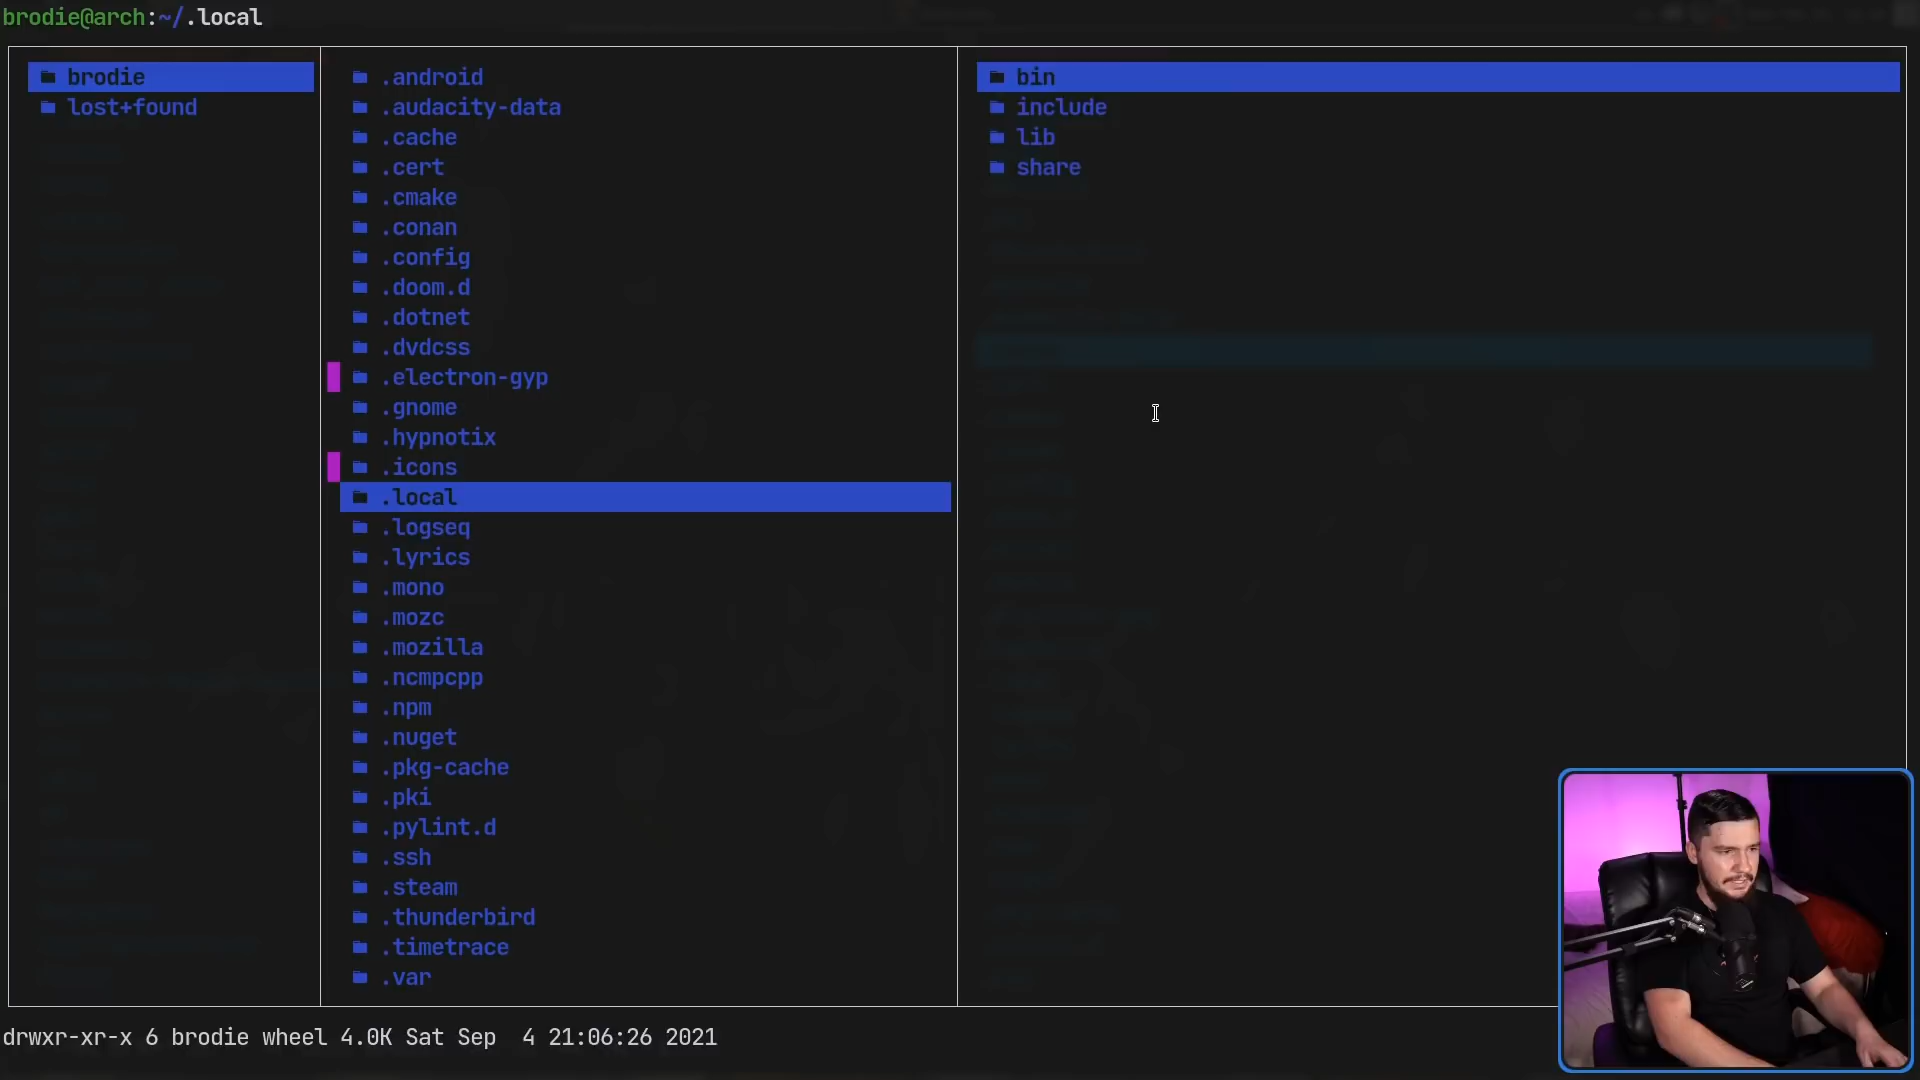 brodie@arch:~/.local
brodie
lost+found
.android
.audacity-data
.cache
.cert
.cmake
.conan
.config
.doom.d
.dotnet
.dvdcss
.electron-gyp
.gnome
.hypnotix
.icons
.local
.logseq
.lyrics
.mono
.mozc
.mozilla
.ncmpcpp
.npm
.nuget
.pkg-cache
.pki
.pylint.d
.ssh
.steam
.thunderbird
.timetrace
.var
bin
include
lib
share
drwxr-xr-x 6 brodie wheel 4.0K Sat Sep  4 21:06:26 2021